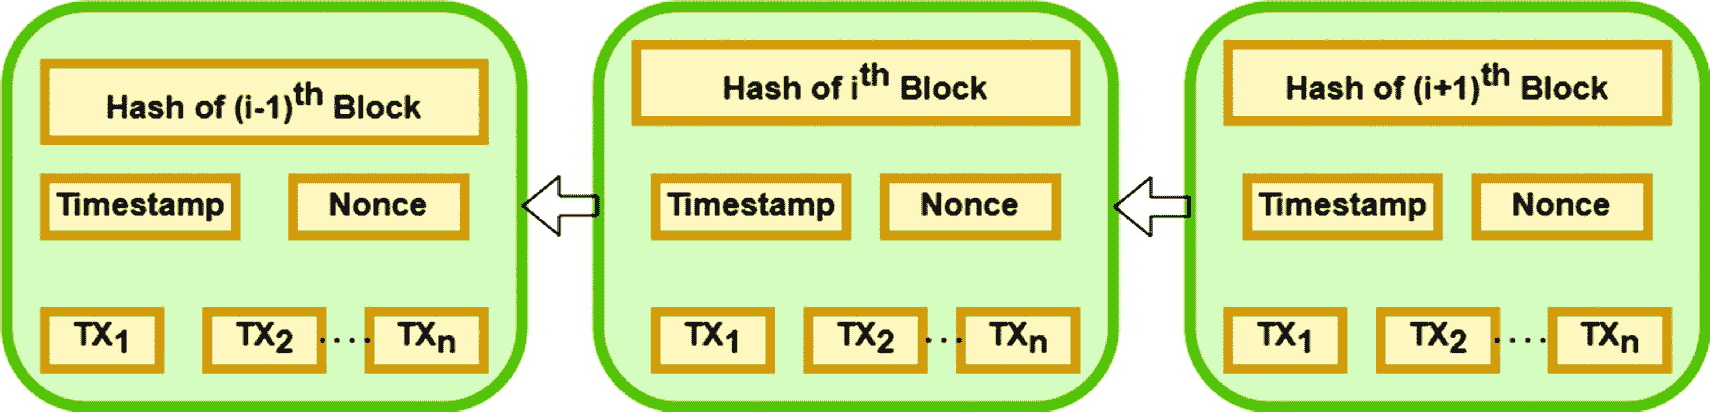 Hash of (i-1)th Block
Timestamp Nonce
TX1 TX2 .... TXn
Hash of ith Block
Timestamp Nonce
TX1 TX2 ... TXn
Hash of (i+1)th Block
Timestamp Nonce
TX1 TX2 .... TXn